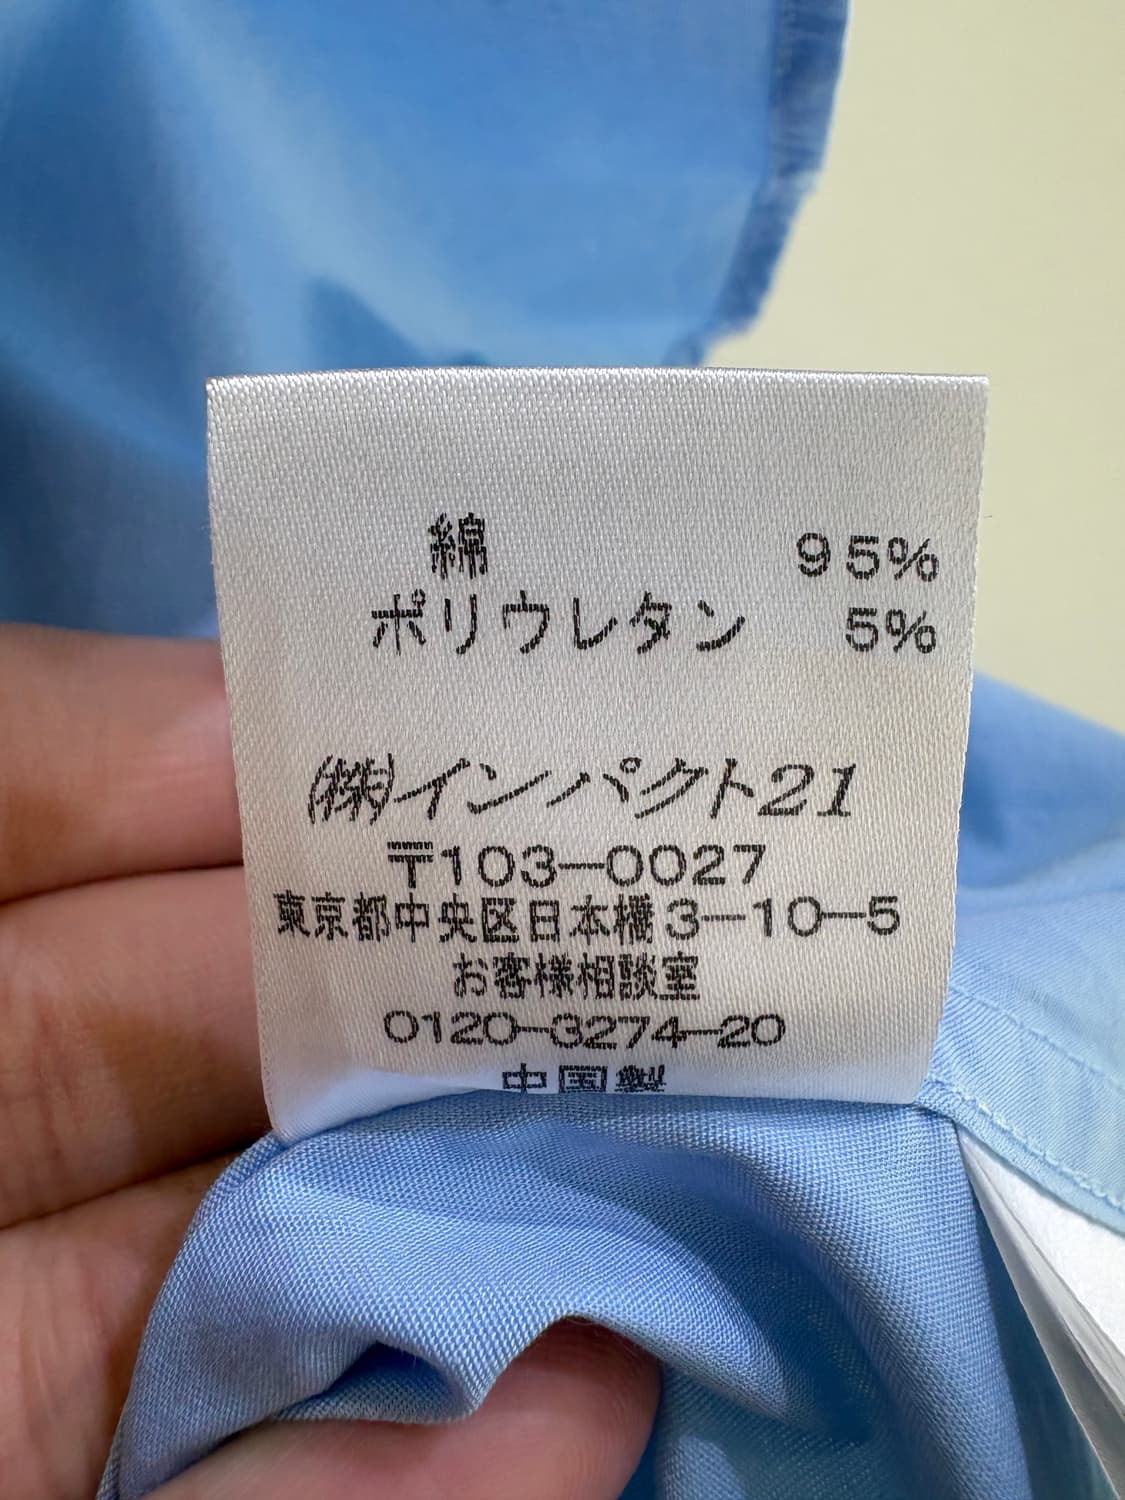 綿 95%
ポリウレタン 5%
㈱インパクト21
〒103-0027
東京都中央区日本橋3-10-5
お客様相談室
0120-3274-20
中国製